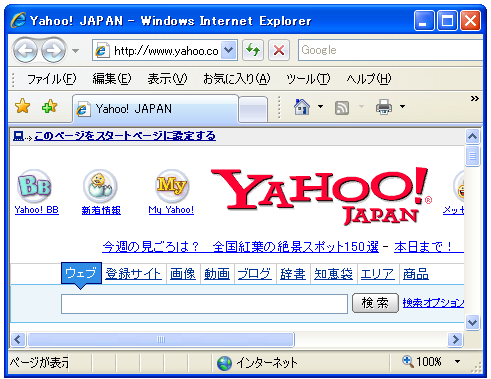 Yahoo! JAPAN - Windows Internet Explorer
http://www.yahoo.co
Google
ファイル(F) 編集(E) 表示(V) お気に入り(A) ツール(T) ヘルプ(H)
Yahoo! JAPAN
このページをスタートページに設定する
BB My YAHOO! ®
JAPAN
Yahoo! BB 新着情報 My Yahoo! メッセ
今週の見ごろは？ 全国紅葉の絶景スポット150選 - 本日まで！
ウェブ 登録サイト 画像 動画 ブログ 辞書 知恵袋 エリア 商品
検索 検索オプション
ページが表示 インターネット 100%